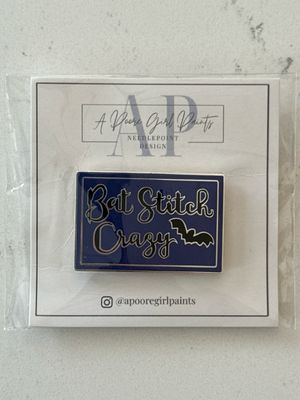 AP
A Poore Girl Paints
NEEDLEPOINT
DESIGN
Bat Stitch
Crazy
@apooregirlpaints